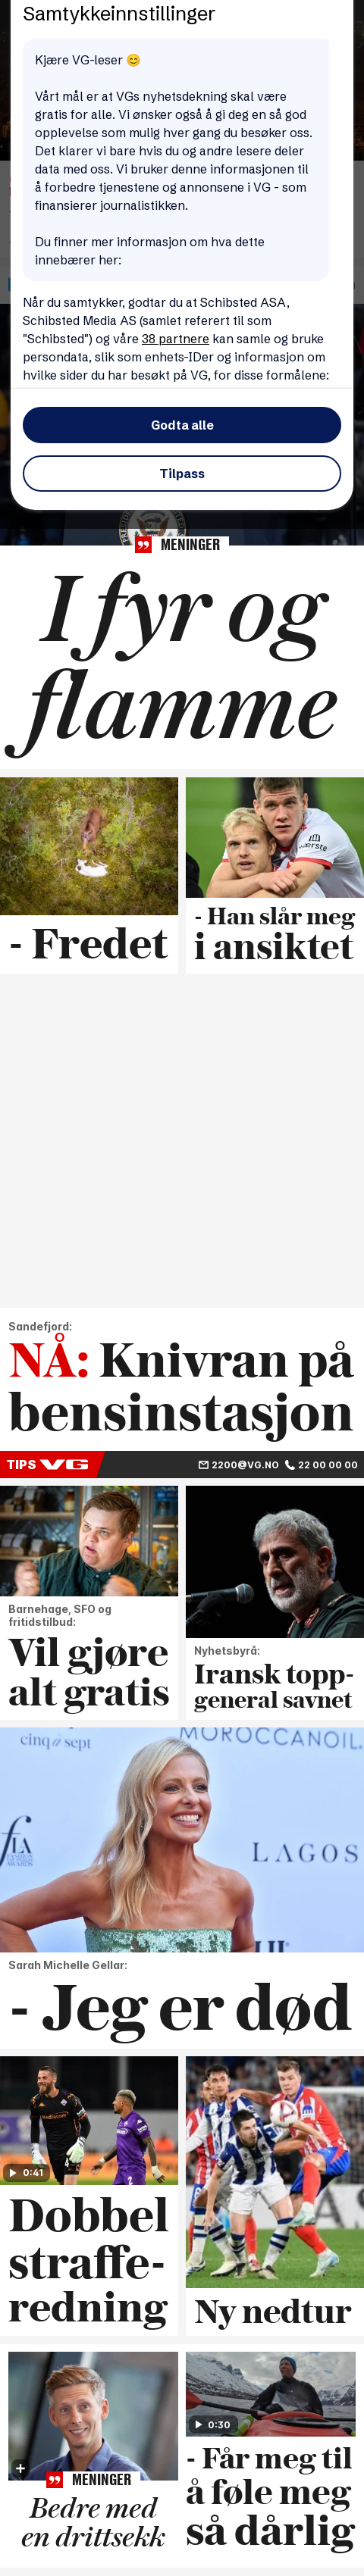 Samtykkeinnstillinger
Kjære VG-leser 😊
Vårt mål er at VGs nyhetsdekning skal være
gratis for alle. Vi ønsker også å gi deg en så god
opplevelse som mulig hver gang du besøker oss.
Det klarer vi bare hvis du og andre lesere deler
data med oss. Vi bruker denne informasjonen til
å forbedre tjenestene og annonsene i VG - som
finansierer journalistikken.
Du finner mer informasjon om hva dette
innebærer her:
Når du samtykker, godtar du at Schibsted ASA,
Schibsted Media AS (samlet referert til som
"Schibsted") og våre 38 partnere kan samle og bruke
persondata, slik som enhets-IDer og informasjon om
hvilke sider du har besøkt på VG, for disse formålene:
Godta alle
Tilpass
MENINGER
I fyr og
flamme
- Fredet
- Han slår meg
i ansiktet
Sandefjord:
NÅ: Knivran på
bensinstasjon
TIPS VG 2200@VG.NO 22 00 00 00
Barnehage, SFO og
fritidstilbud:
Vil gjøre
alt gratis
Nyhetsbyrå:
Iransk topp-
general savnet
cinq à sept
MOROCCANOIL.
LAGOS
Sarah Michelle Gellar:
- Jeg er død
0:41
Dobbel
straffe-
redning
Ny nedtur
MENINGER
Bedre med
en drittsekk
0:30
- Får meg til
å føle meg
så dårlig